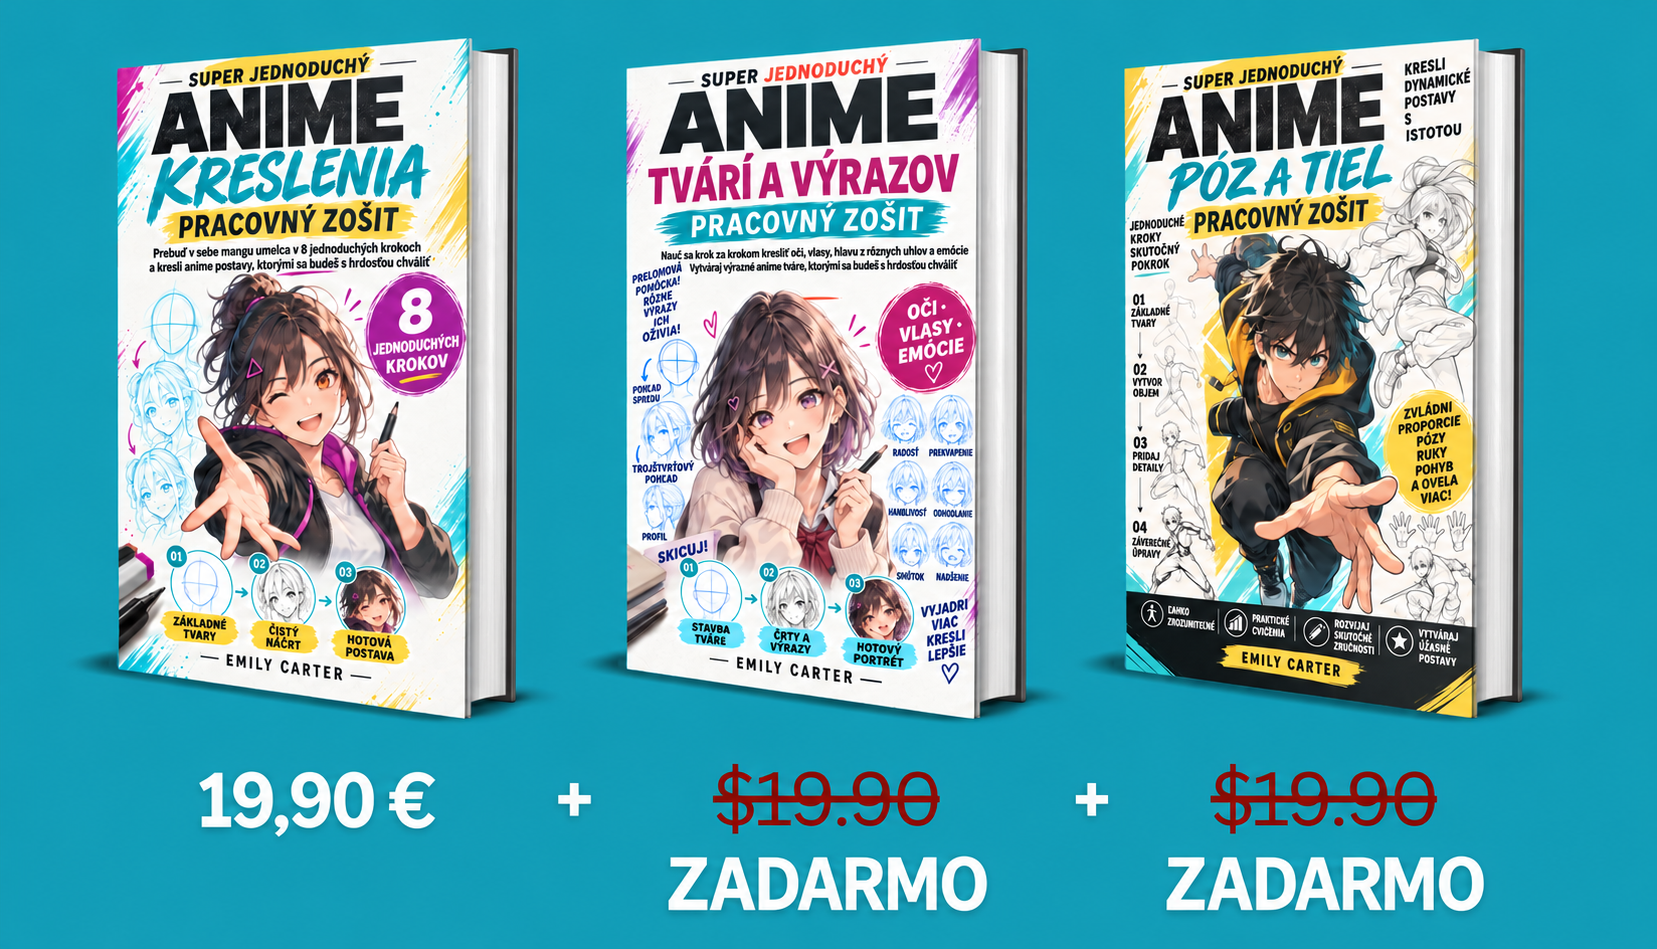 SUPER JEDNODUCHÝ
ANIME
KRESLENIA
PRACOVNÝ ZOŠIT
Prebuď v sebe mangu umelca v 8 jednoduchých krokoch
a kresli anime postavy, ktorými sa budeš s hrdosťou chváliť
8
JEDNODUCHÝCH
KROKOV
01
02
03
ZÁKLADNÉ
TVARY
ČISTÝ
NÁČRT
HOTOVÁ
POSTAVA
EMILY CARTER
SUPER JEDNODUCHÝ
ANIME
TVÁRÍ A VÝRAZOV
PRACOVNÝ ZOŠIT
Nauč sa krok za krokom kresliť oči, vlasy, hlavu z rôznych uhlov a emócie
Vytváraj výrazné anime tváre, ktorými sa budeš s hrdosťou chváliť
PRELOMOVÁ
POMÔCKA!
RÔZNE
VÝRAZY
ICH
OŽIVIA!
OČI •
VLASY •
EMÓCIE
POHĽAD
SPREDU
TROJŠTVRŤOVÝ
POHĽAD
PROFIL
RADOSŤ
PREKVAPENIE
HANBLIVOSŤ
ODHODLANIE
SMÚTOK
NADŠENIE
SKICUJ!
01
02
03
STAVBA
TVÁRE
ČRTY A
VÝRAZY
HOTOVÝ
PORTRÉT
VYJADRI
VIAC
KRESLI
LEPŠIE
EMILY CARTER
SUPER JEDNODUCHÝ
ANIME
PÓZ A TIEL
PRACOVNÝ ZOŠIT
KRESLI
DYNAMICKÉ
POSTAVY
S
ISTOTOU
JEDNODUCHÉ
KROKY
SKUTOČNÝ
POKROK
01
ZÁKLADNÉ
TVARY
02
VYTVOR
OBJEM
03
PRIDAJ
DETAILY
04
ZÁVEREČNÉ
ÚPRAVY
ZVLÁDNI
PROPORCIE
PÓZY
RUKY
POHYB
A OVEĽA
VIAC!
ĽAHKO
ZROZUMITEĽNÉ
PRAKTICKÉ
CVIČENIA
ROZVÍJAJ
SKUTOČNÉ
ZRUČNOSTI
VYTVÁRAJ
ÚŽASNÉ
POSTAVY
EMILY CARTER
19,90 € + $19.90 + $19.90
ZADARMO ZADARMO